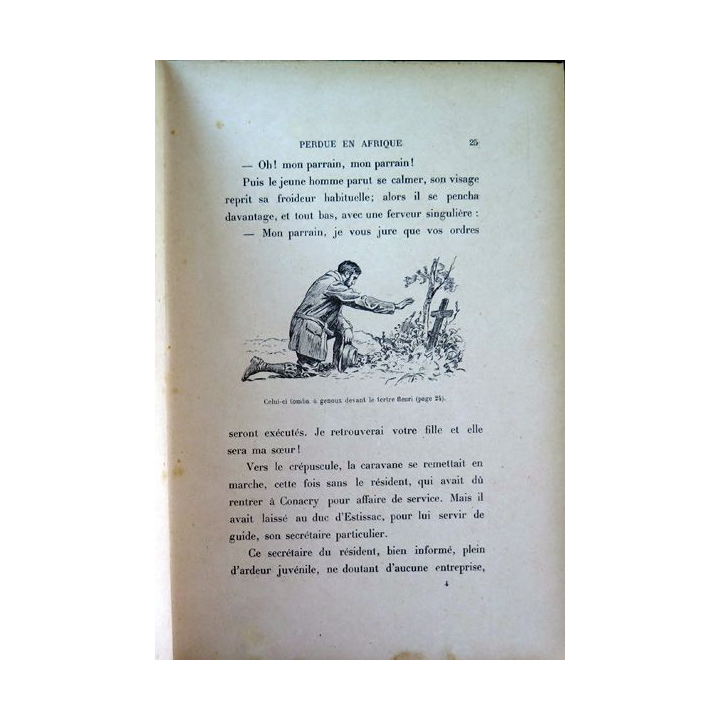 PERDUE EN AFRIQUE 25
— Oh! mon parrain, mon parrain!
Puis le jeune homme parut se calmer, son visage
reprit sa froideur habituelle; alors il se pencha
davantage, et tout bas, avec une ferveur singulière :
— Mon parrain, je vous jure que vos ordres
Celui-ci tomba à genoux devant le tertre fleuri (page 24).
seront exécutés. Je retrouverai votre fille et elle
sera ma sœur!
Vers le crépuscule, la caravane se remettait en
marche, cette fois sans le résident, qui avait dû
rentrer à Conacry pour affaire de service. Mais il
avait laissé au duc d'Estissac, pour lui servir de
guide, son secrétaire particulier.
Ce secrétaire du résident, bien informé, plein
d'ardeur juvénile, ne doutant d'aucune entreprise,
4